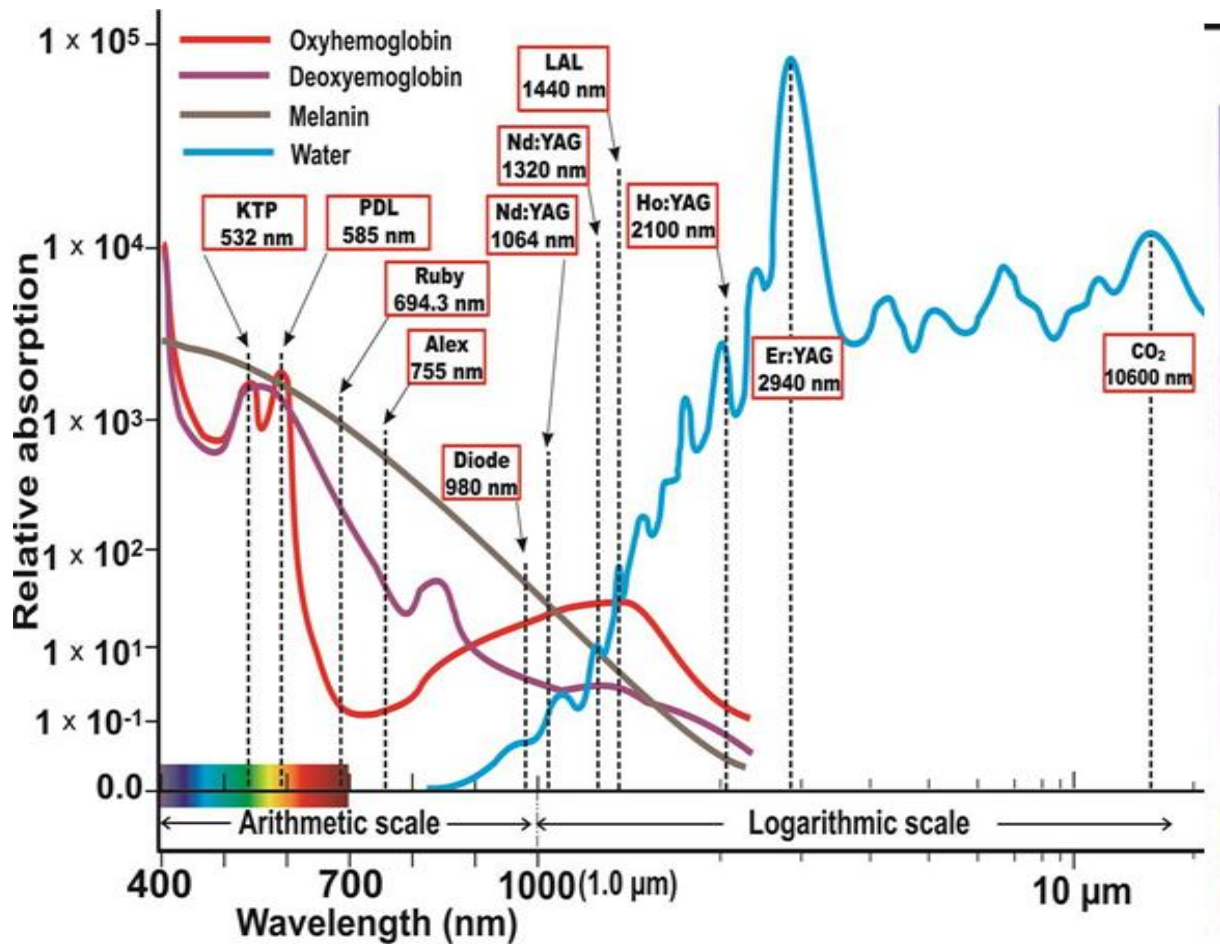 1 x 10⁵
Oxyhemoglobin
Deoxyemoglobin
Melanin
Water
LAL
1440 nm
Nd:YAG
1320 nm
KTP
532 nm
PDL
585 nm
Nd:YAG
1064 nm
Ho:YAG
2100 nm
1 x 10⁴
Ruby
694.3 nm
Alex
755 nm
Er:YAG
2940 nm
CO₂
10600 nm
1 x 10³
Diode
980 nm
1 x 10²
1 x 10¹
1 x 10⁻¹
0.0
Relative absorption
Arithmetic scale
Logarithmic scale
400
700
1000 (1.0 µm)
10 µm
Wavelength (nm)